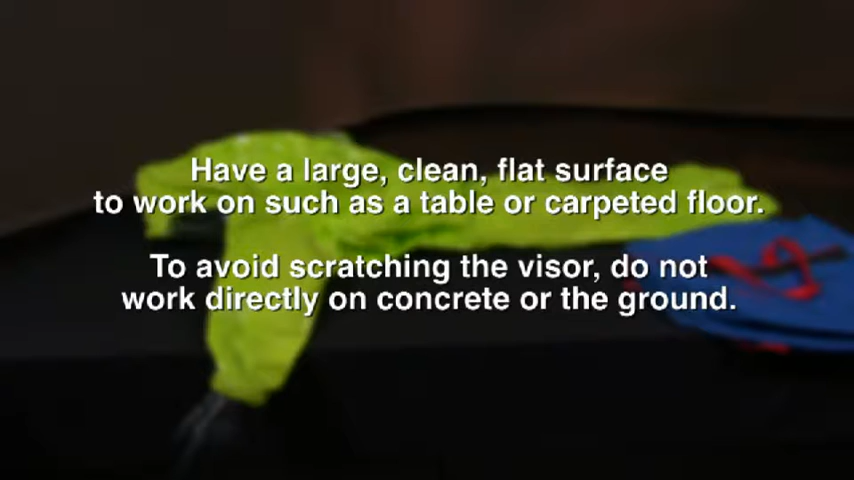 Have a large, clean, flat surface
to work on such as a table or carpeted floor.
To avoid scratching the visor, do not
work directly on concrete or the ground.